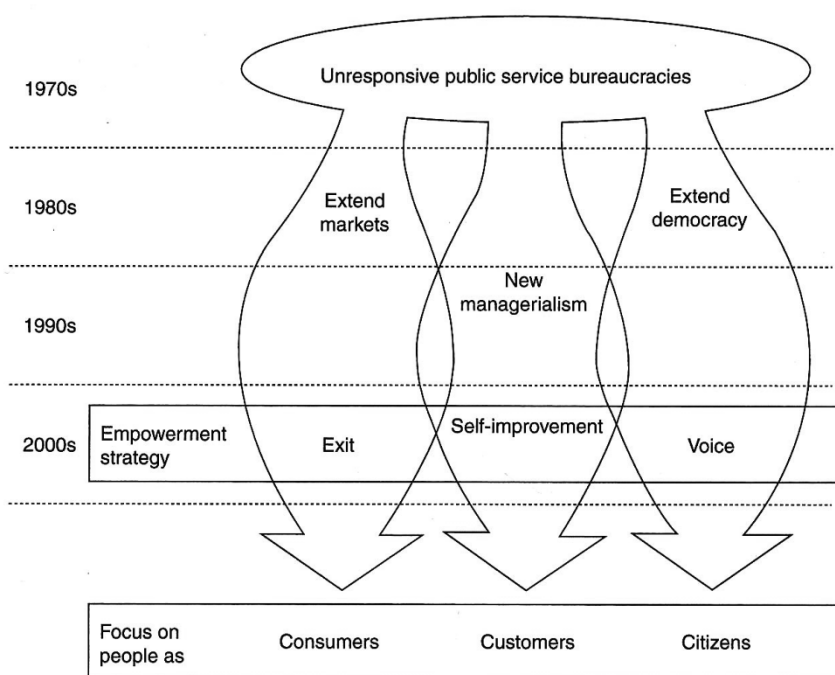 Unresponsive public service bureaucracies
1970s
1980s
Extend
markets
Extend
democracy
New
managerialism
1990s
2000s
Empowerment
strategy
Exit
Self-improvement
Voice
Focus on
people as
Consumers
Customers
Citizens